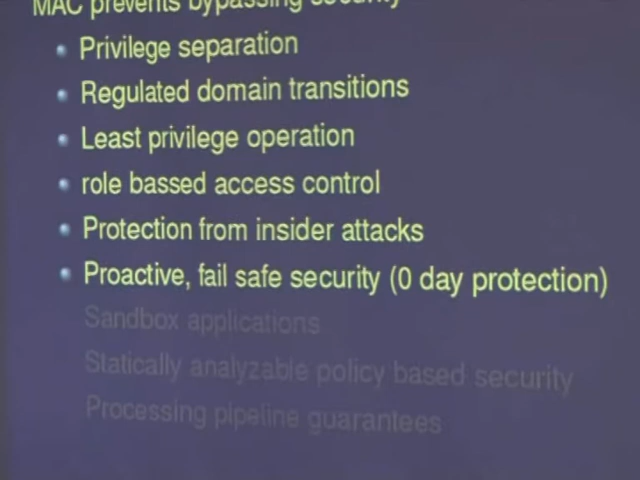 MAC prevents bypassing security
Privilege separation
Regulated domain transitions
Least privilege operation
role bassed access control
Protection from insider attacks
Proactive, fail safe security (0 day protection)
Sandbox applications
Statically analyzable policy based security
Processing pipeline guarantees